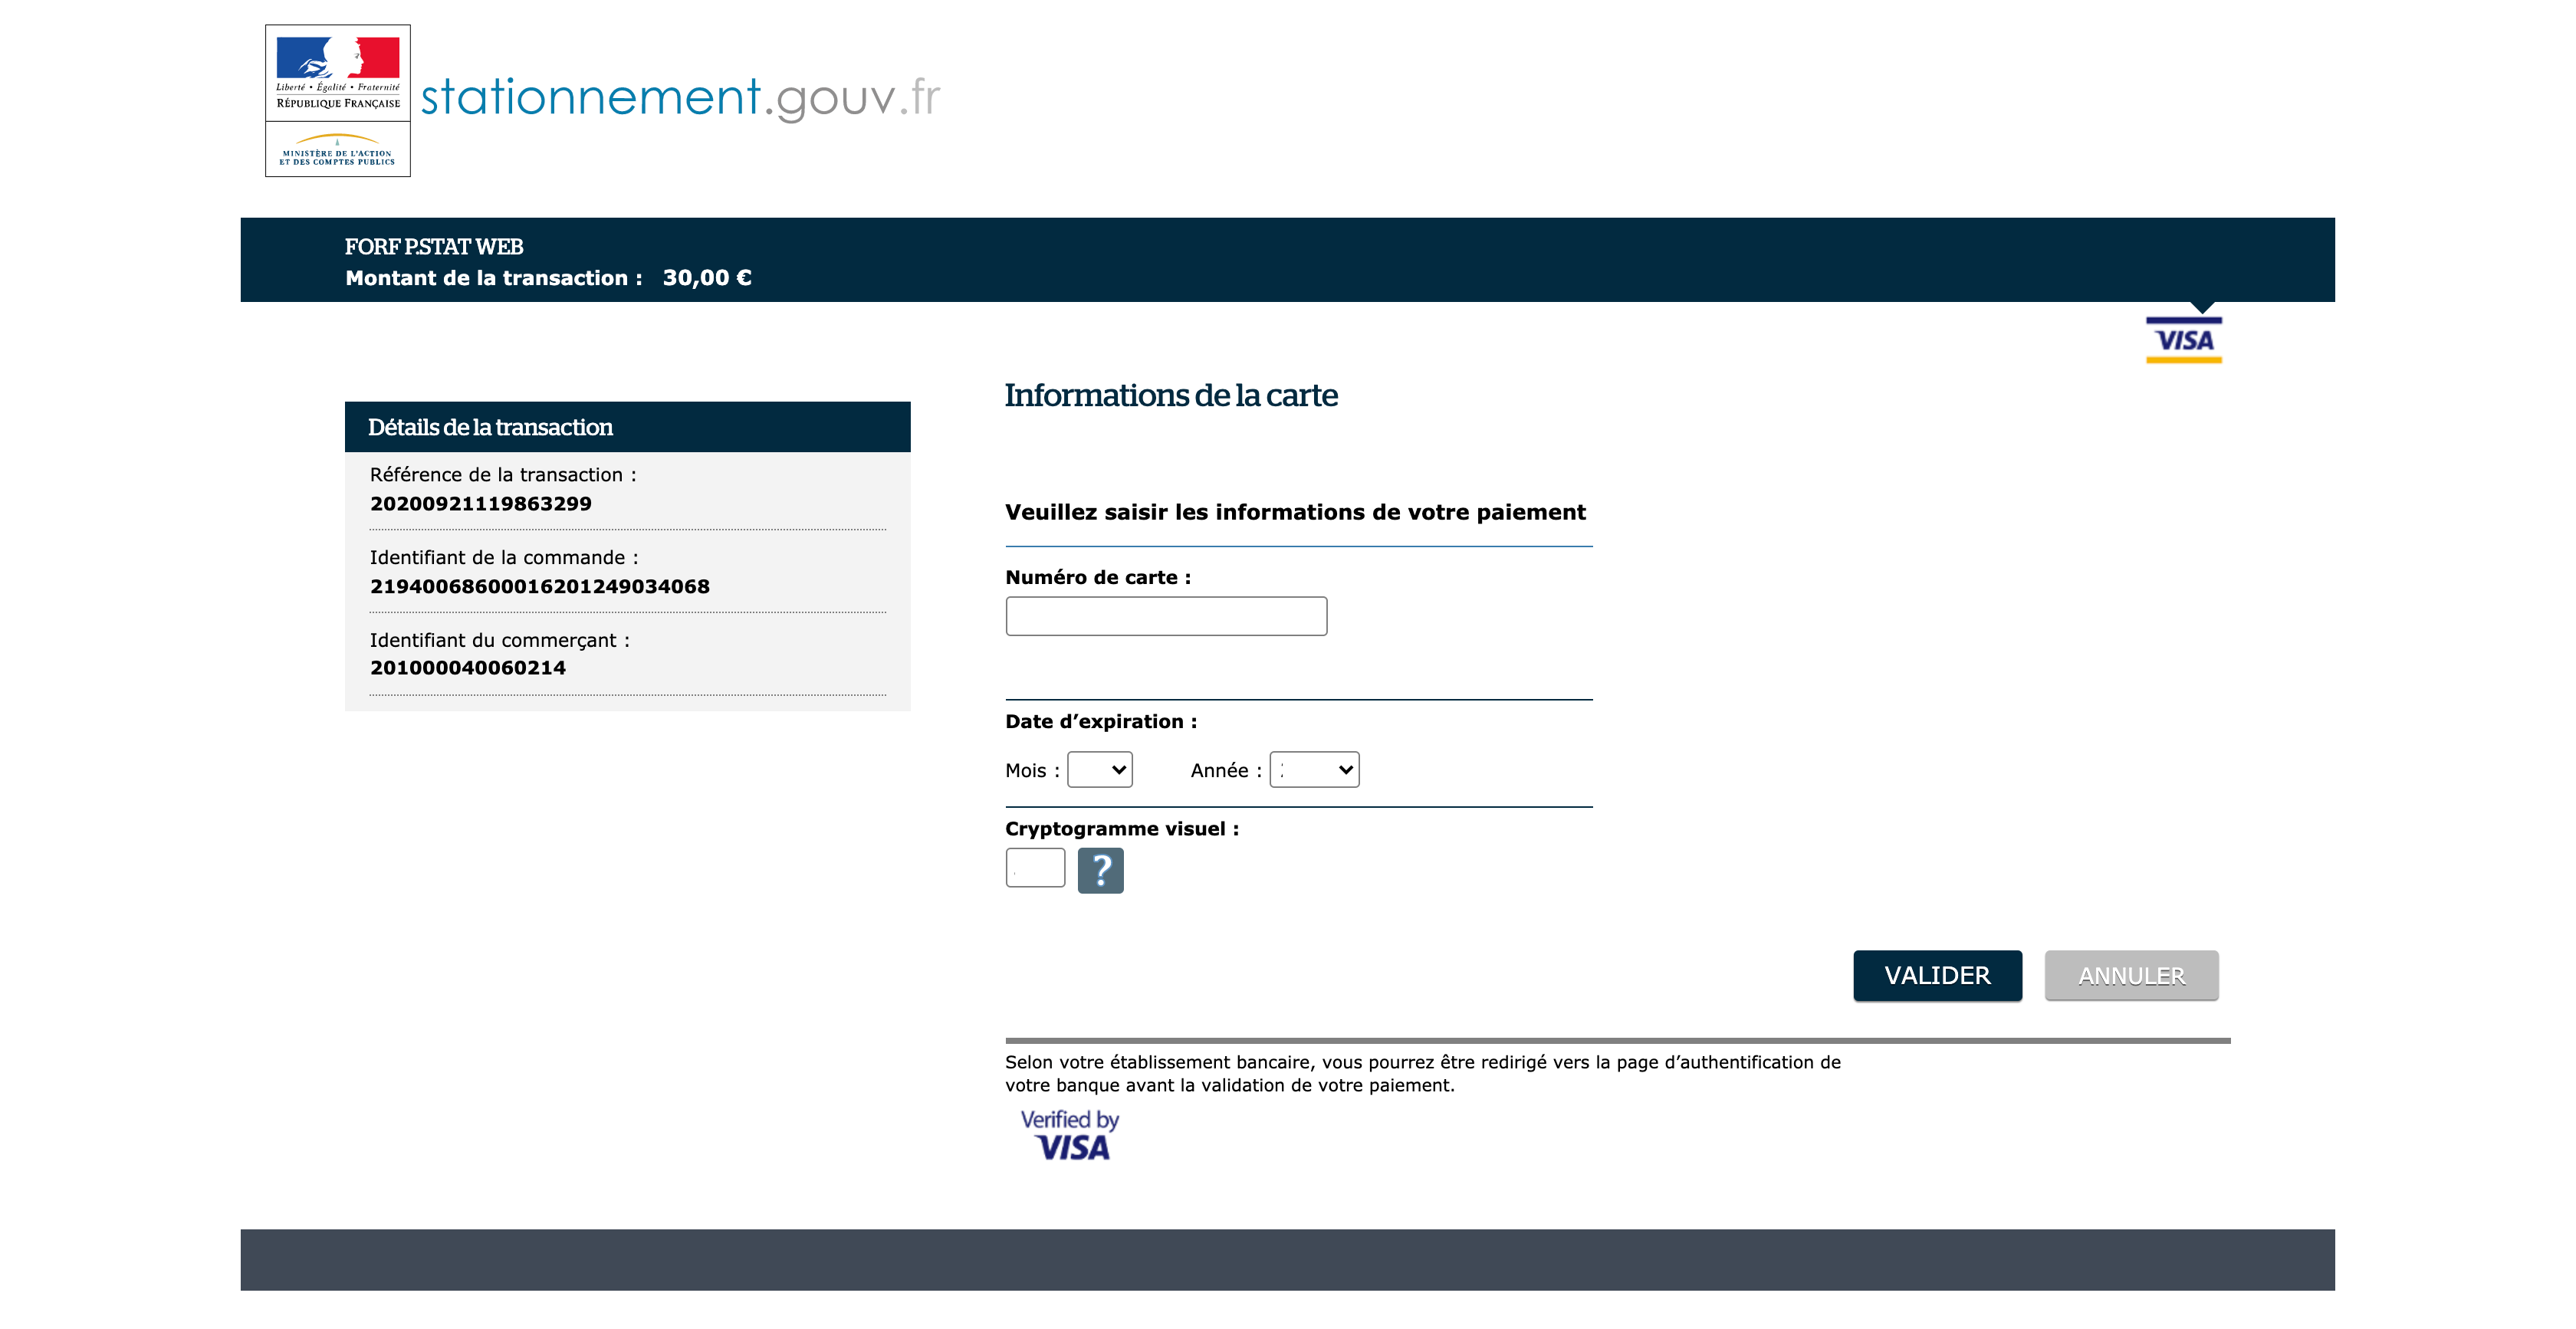 Liberté • Égalité • Fraternité
RÉPUBLIQUE FRANÇAISE
MINISTÈRE DE L'ACTION
ET DES COMPTES PUBLICS
stationnement.gouv.fr
FORF P.STAT WEB
Montant de la transaction : 30,00 €
VISA
Informations de la carte
Détails de la transaction
Référence de la transaction :
20200921119863299
Identifiant de la commande :
21940068600016201249034068
Identifiant du commerçant :
201000040060214
Veuillez saisir les informations de votre paiement
Numéro de carte :
Date d’expiration :
Mois : Année :
Cryptogramme visuel :
?
VALIDER ANNULER
Selon votre établissement bancaire, vous pourrez être redirigé vers la page d’authentification de
votre banque avant la validation de votre paiement.
Verified by
VISA